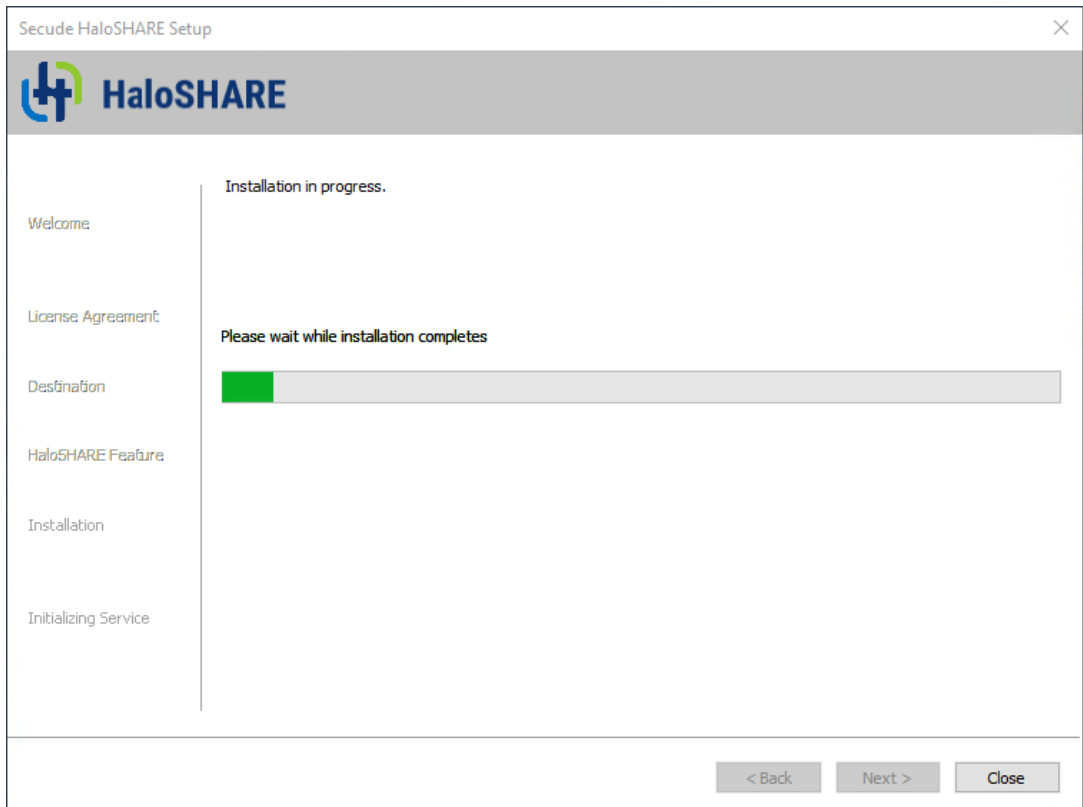 Secude HaloSHARE Setup
HaloSHARE
Installation in progress.
Welcome
License Agreement
Please wait while installation completes
Destination
HaloSHARE Feature
Installation
Initializing Service
< Back
Next >
Close